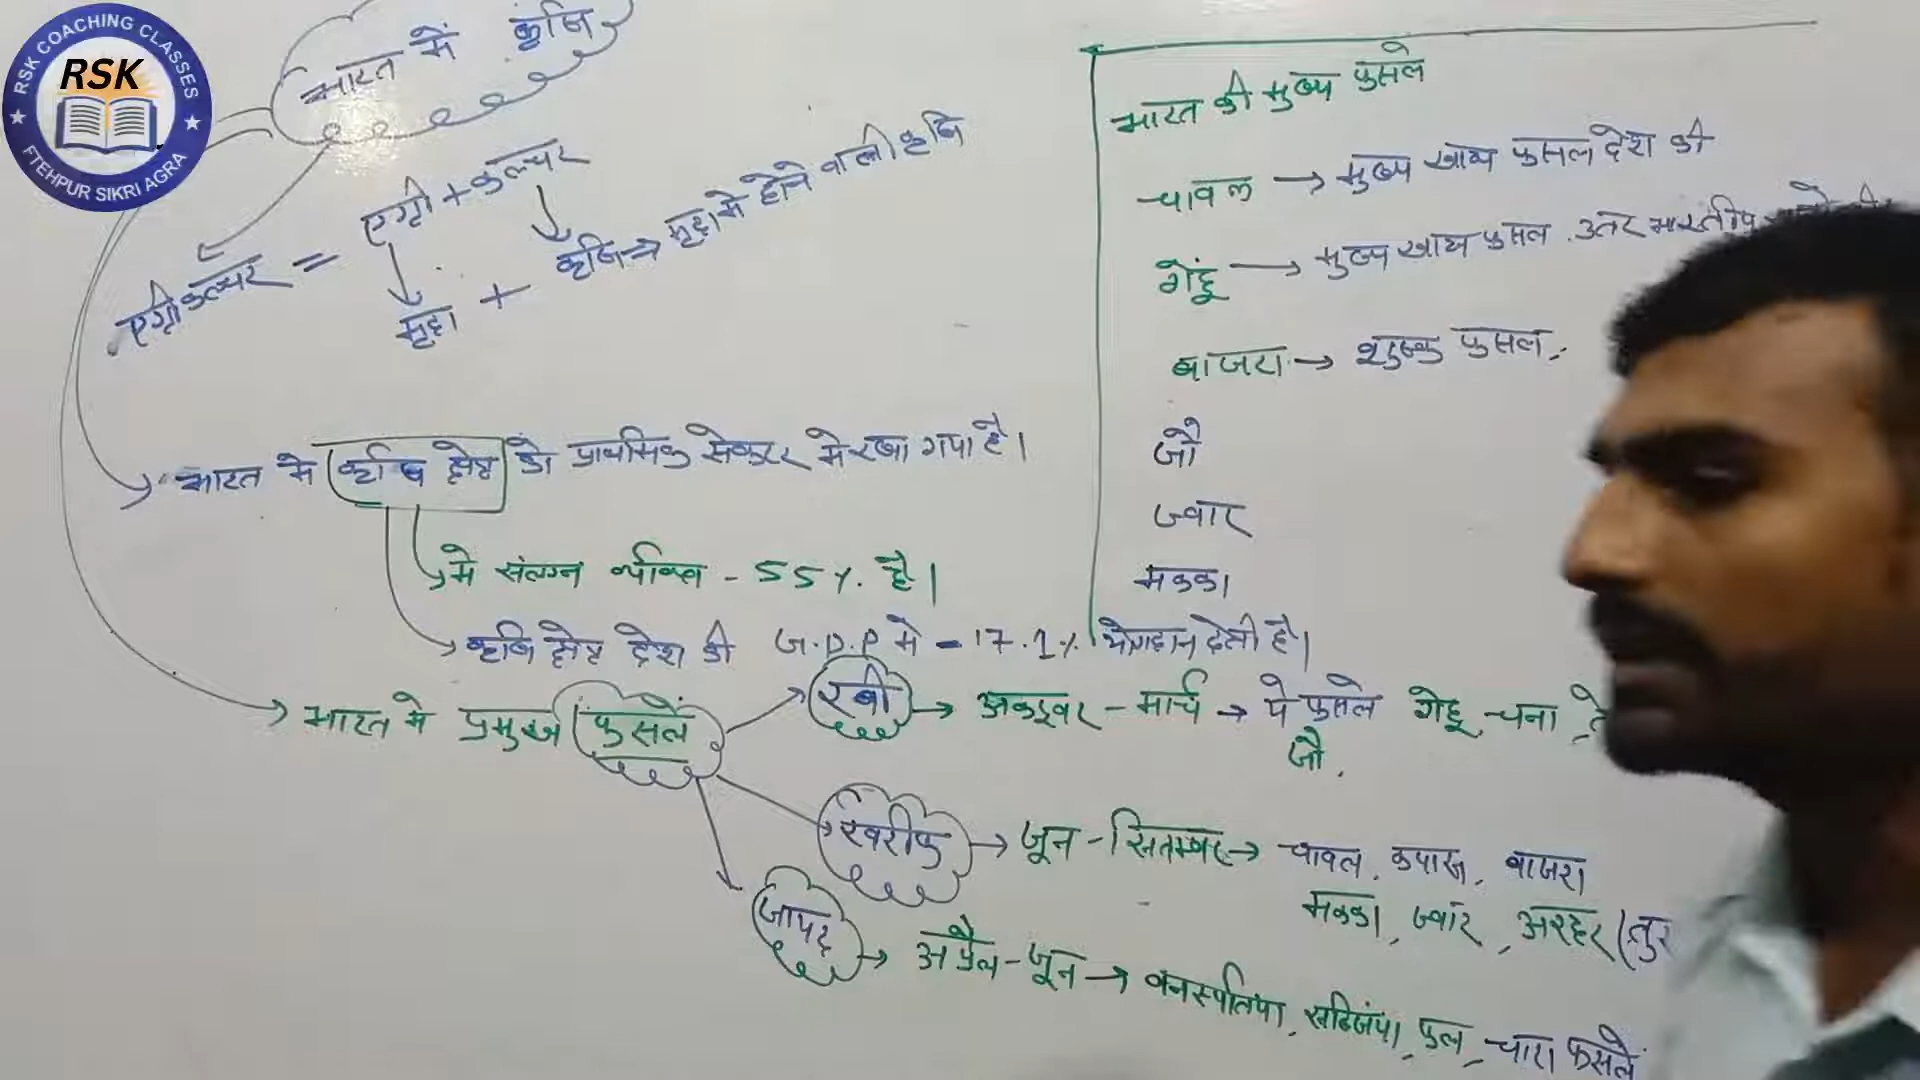 RSK COACHING CLASSES
RSK
FTEHPUR SIKRI AGRA
भारत में कृषि
एग्रीकल्चर = एग्री + कल्चर
मृदा + कृषि → मृदा मे होने वाली कृषि
भारत मे कृषि क्षेत्र को प्राथमिक सेक्टर मे रखा गया है।
मे संलग्न व्यक्ति - 55%. है।
कृषि क्षेत्र देश की G.D.P मे = 17.1% योगदान देती है।
भारत मे प्रमुख फसलें
रबी → अक्टूबर - मार्च → ये फसले गेहू, चना,
जौ,
खरीफ → जून - सितम्बर → चावल, कपास, बाजरा
मक्का, ज्वार, अरहर (तुर
जायद → अप्रैल - जून → वनस्पतिया, सब्जियां, फल, चारा फसलें
भारत की मुख्य फसले
चावल → मुख्य खाद्य फसल देश की
गेहूं → मुख्य खाद्य फसल उत्तर भारतीय
बाजरा → शुष्क फसल,
जौ
ज्वार
मक्का